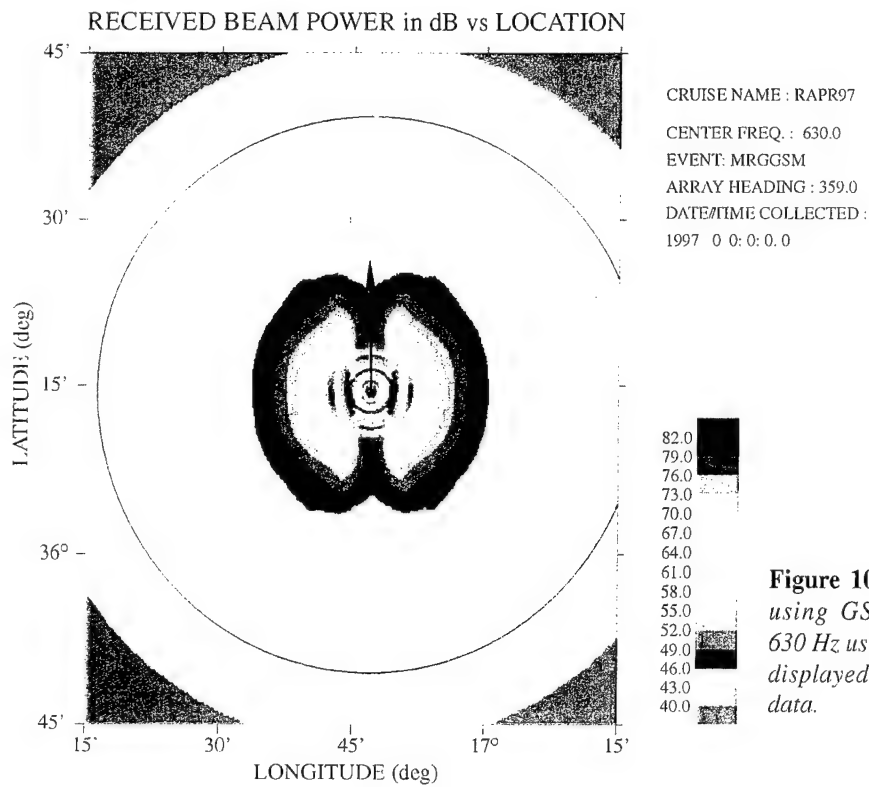 RECEIVED BEAM POWER in dB vs LOCATION
45'
30'
15'
36°
45'
LATITUDE (deg)
15'
30'
45'
17°
15'
LONGITUDE (deg)
CRUISE NAME : RAPR97
CENTER FREQ. : 630.0
EVENT: MRGGSM
ARRAY HEADING : 359.0
DATE/TIME COLLECTED :
1997 0 0: 0: 0. 0
82.0
79.0
76.0
73.0
70.0
67.0
64.0
61.0
58.0
55.0
52.0
49.0
46.0
43.0
40.0
Figure 10
using GS
630 Hz us
displayed
data.